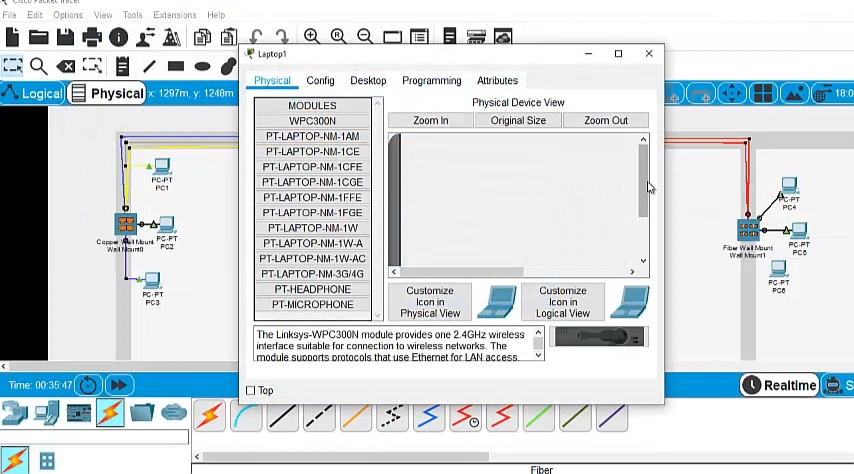 Cisco Packet Tracer
File Edit Options View Tools Extensions Help
Logical
Physical
x: 1297m, y: 1248m
18:0
Laptop1
Physical
Config
Desktop
Programming
Attributes
MODULES
WPC300N
PT-LAPTOP-NM-1AM
PT-LAPTOP-NM-1CE
PT-LAPTOP-NM-1CFE
PT-LAPTOP-NM-1CGE
PT-LAPTOP-NM-1FFE
PT-LAPTOP-NM-1FGE
PT-LAPTOP-NM-1W
PT-LAPTOP-NM-1W-A
PT-LAPTOP-NM-1W-AC
PT-LAPTOP-NM-3G/4G
PT-HEADPHONE
PT-MICROPHONE
Physical Device View
Zoom In
Original Size
Zoom Out
Customize
Icon in
Physical View
Customize
Icon in
Logical View
The Linksys-WPC300N module provides one 2.4GHz wireless
interface suitable for connection to wireless networks. The
module supports protocols that use Ethernet for LAN access.
Top
PC-PT
PC1
PC-PT
PC2
PC-PT
PC3
Copper Wall Mount
Wall Mount0
PC-PT
PC4
PC-PT
PC5
PC-PT
PC6
Fiber Wall Mount
Wall Mount1
Time: 00:35:47
Realtime
S
Fiber